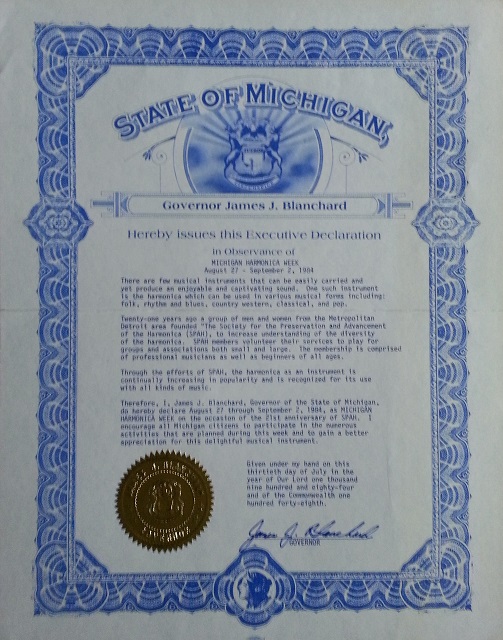 STATE OF MICHIGAN,
Governor James J. Blanchard
Hereby issues this Executive Declaration
in Observance of
MICHIGAN HARMONICA WEEK
August 27 - September 2, 1984
There are few musical instruments that can be easily carried and
yet produce an enjoyable and captivating sound. One such instrument
is the harmonica which can be used in various musical forms including:
folk, rhythm and blues, country western, classical, and pop.
Twenty-one years ago a group of men and women from the Metropolitan
Detroit area founded "The Society for the Preservation and Advancement
of the Harmonica (SPAH), to increase understanding of the diversity
of the harmonica. SPAH members volunteer their services to play for
groups and associations both small and large. The membership is comprised
of professional musicians as well as beginners of all ages.
Through the efforts of SPAH, the harmonica as an instrument is
continually increasing in popularity and is recognized for its use
with all kinds of music.
Therefore, I, James J. Blanchard, Governor of the State of Michigan,
do hereby declare August 27 through September 2, 1984, as MICHIGAN
HARMONICA WEEK on the occasion of the 21st anniversary of SPAH. I
encourage all Michigan citizens to participate in the numerous
activities that are planned during this week and to gain a better
appreciation for this delightful musical instrument.
Given under my hand on this
thirtieth day of July in the
year of Our Lord one thousand
nine hundred and eighty-four
and of the Commonwealth one
hundred forty-eighth.
James J. Blanchard
GOVERNOR